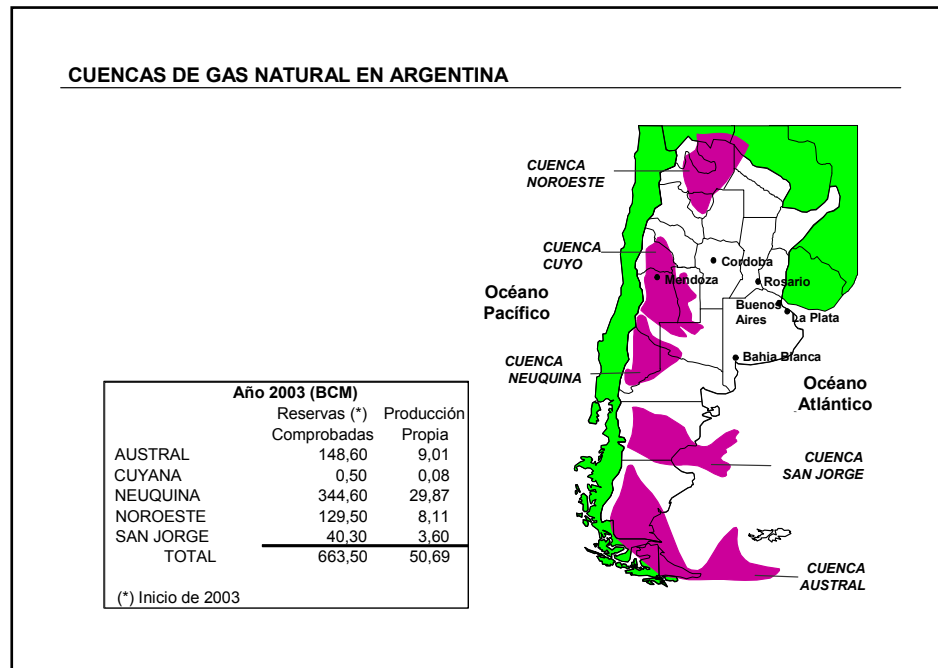 CUENCAS DE GAS NATURAL EN ARGENTINA
CUENCA
NOROESTE
CUENCA
CUYO
Cordoba
Mendoza
Rosario
Océano
Pacífico
Buenos
Aires
La Plata
CUENCA
NEUQUINA
Bahia Blanca
Océano
Atlántico
CUENCA
SAN JORGE
CUENCA
AUSTRAL
Año 2003 (BCM)
Reservas (*) Producción
Comprobadas Propia
AUSTRAL 148,60 9,01
CUYANA 0,50 0,08
NEUQUINA 344,60 29,87
NOROESTE 129,50 8,11
SAN JORGE 40,30 3,60
TOTAL 663,50 50,69
(*) Inicio de 2003